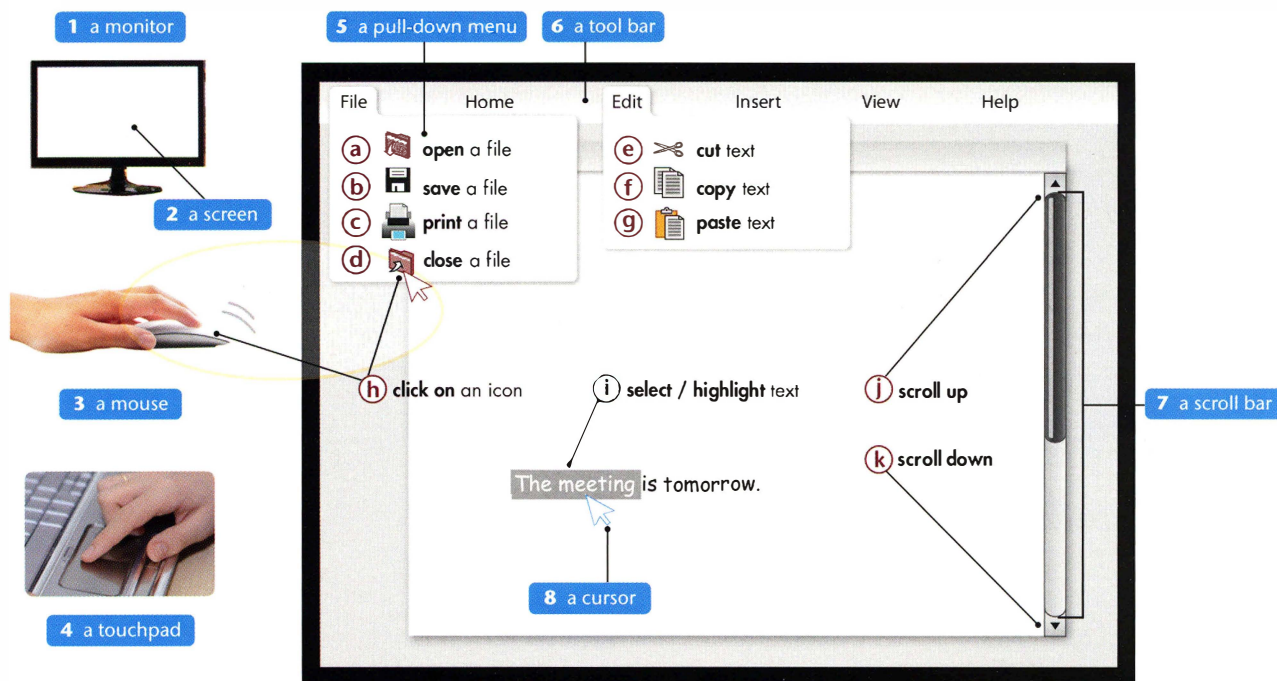 1 a monitor
5 a pull-down menu
6 a tool bar
File Home Edit Insert View Help
a open a file
b save a file
c print a file
d close a file
e cut text
f copy text
g paste text
2 a screen
h click on an icon
i select / highlight text
j scroll up
3 a mouse
7 a scroll bar
k scroll down
The meeting is tomorrow.
8 a cursor
4 a touchpad